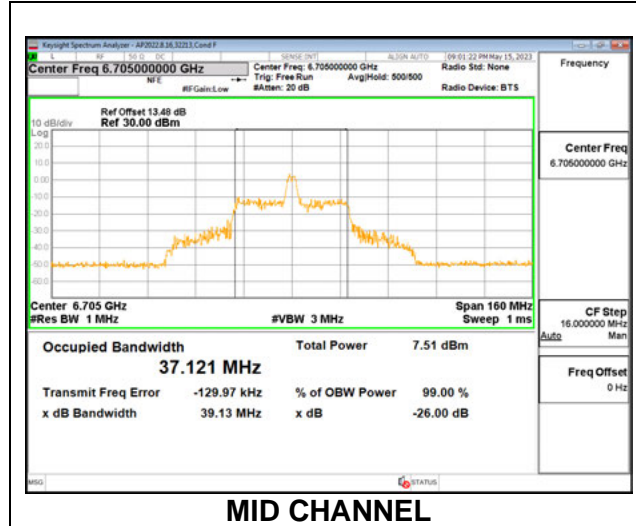 Keysight Spectrum Analyzer - AP2022.8.16,32213,Cond F
L RF 50 Ω DC SENSE:INT ALIGN AUTO 09:01:22 PM May 15, 2023
Center Freq 6.705000000 GHz Center Freq: 6.705000000 GHz Radio Std: None Frequency
NFE Trig: Free Run Avg|Hold: 500/500
#IFGain:Low #Atten: 20 dB Radio Device: BTS
Ref Offset 13.48 dB
10 dB/div Ref 30.00 dBm
Log
20.0
10.0
0.00
-10.0
-20.0
-30.0
-40.0
-50.0
-60.0
Center Freq
6.705000000 GHz
Center 6.705 GHz Span 160 MHz
#Res BW 1 MHz #VBW 3 MHz Sweep 1 ms
CF Step
16.000000 MHz
Auto Man
Occupied Bandwidth Total Power 7.51 dBm
37.121 MHz
Freq Offset
0 Hz
Transmit Freq Error -129.97 kHz % of OBW Power 99.00 %
x dB Bandwidth 39.13 MHz x dB -26.00 dB
MSG STATUS
MID CHANNEL